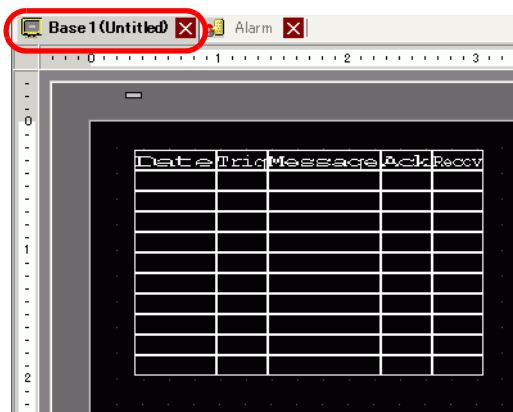 Base 1 (Untitled) Alarm
0 1 2 3
Date Trig Message Ack Recov
0
1
2